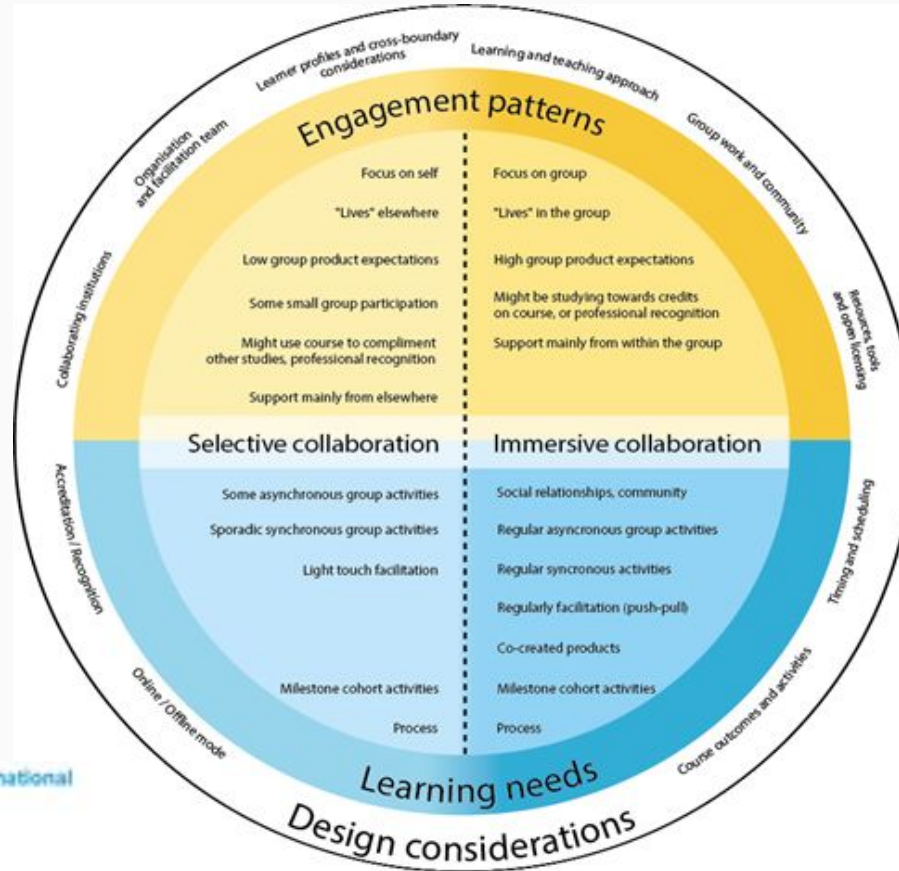 Learner profiles and cross-boundary
considerations
Learning and teaching approach
Organisation
and facilitation team
Group work and community
Collaborating institutions
Resources, tools
and open licensing
Engagement patterns
Focus on self
"Lives" elsewhere
Low group product expectations
Some small group participation
Might use course to compliment
other studies, professional recognition
Support mainly from elsewhere
Focus on group
"Lives" in the group
High group product expectations
Might be studying towards credits
on course, or professional recognition
Support mainly from within the group
Selective collaboration
Immersive collaboration
Some asynchronous group activities
Sporadic synchronous group activities
Light touch facilitation
Milestone cohort activities
Process
Social relationships, community
Regular asyncronous group activities
Regular syncronous activities
Regularly facilitation (push-pull)
Co-created products
Milestone cohort activities
Process
Accreditation / Recognition
Timing and scheduling
Online / Offline mode
Course outcomes and activities
Learning needs
Design considerations